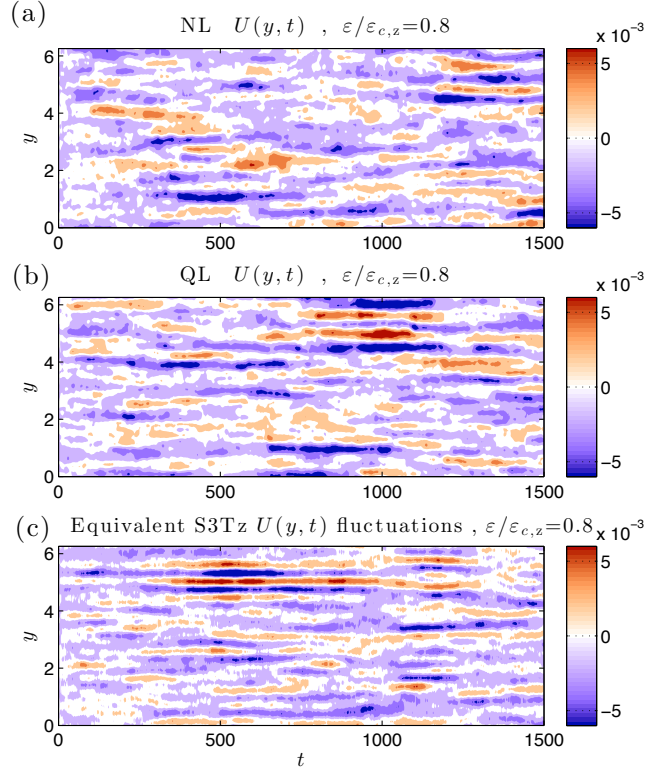 (a)
NL U(y,t) , ε/ε_{c,z}=0.8
x 10⁻³
6
4
2
0
y
0 500 1000 1500
5
0
−5
(b)
QL U(y,t) , ε/ε_{c,z}=0.8
x 10⁻³
6
4
2
0
y
0 500 1000 1500
5
0
−5
(c) Equivalent S3Tz U(y,t) fluctuations , ε/ε_{c,z}=0.8
x 10⁻³
6
4
2
0
y
0 500 1000 1500
t
5
0
−5